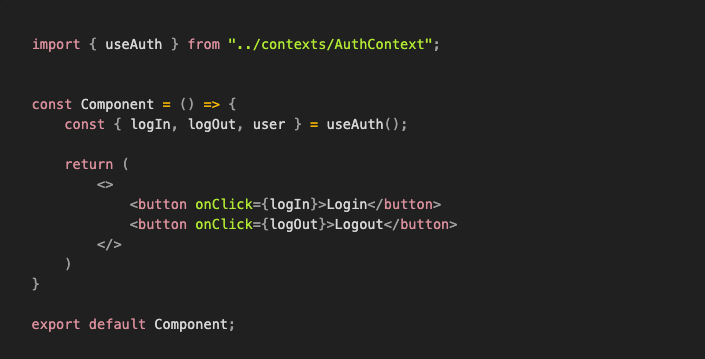 import { useAuth } from "../contexts/AuthContext";
const Component = () => {
    const { logIn, logOut, user } = useAuth();
    return (
        <>
            <button onClick={logIn}>Login</button>
            <button onClick={logOut}>Logout</button>
        </>
    )
}
export default Component;